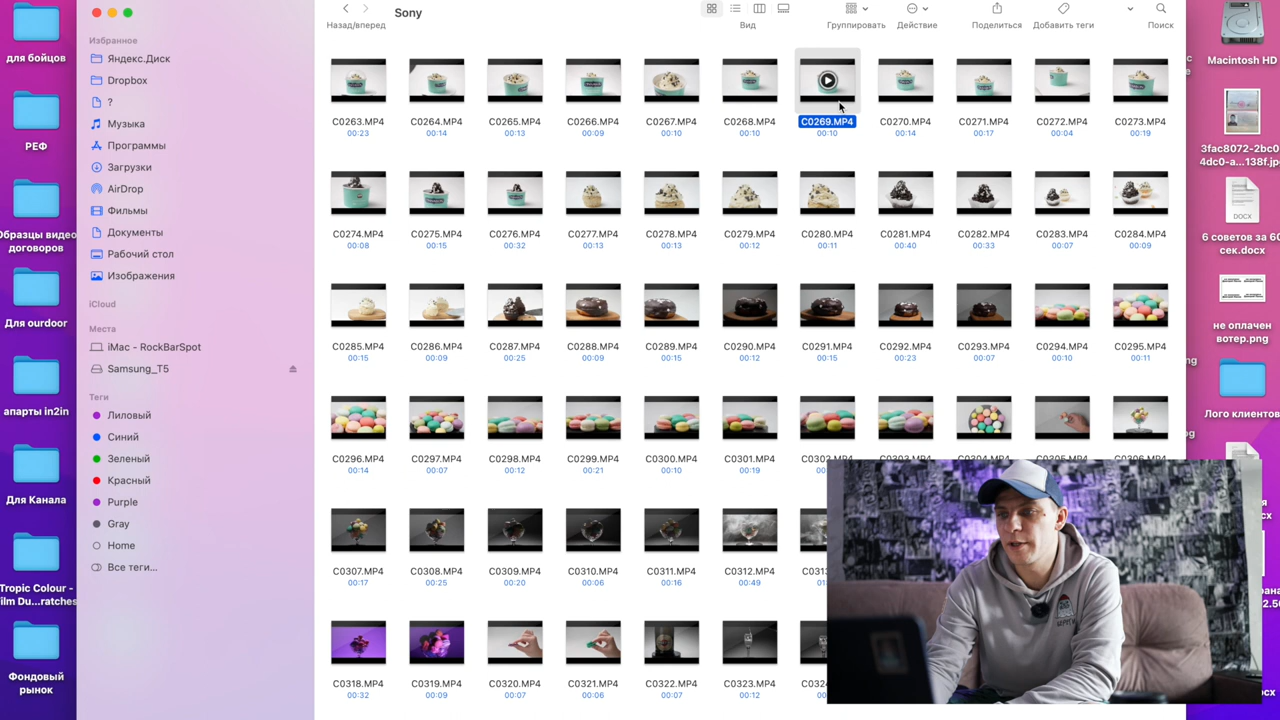 Sony
Назад/вперед
Вид
Группировать
Действие
Поделиться
Добавить теги
Поиск
Избранное
Яндекс.Диск
Dropbox
?
Музыка
Программы
Загрузки
AirDrop
Фильмы
Документы
Рабочий стол
Изображения
iCloud
Места
iMac - RockBarSpot
Samsung_T5
Теги
Лиловый
Синий
Зеленый
Красный
Purple
Gray
Home
Все теги...
для бойцов
РЕФ
Образцы видео
договоров
Для ourdoor
апарты in2in
Для Канала
Tropic Colour -
ilm Du...ratches
Фондовый
рынок
C0263.MP4 C0264.MP4 C0265.MP4 C0266.MP4 C0267.MP4 C0268.MP4 C0269.MP4 C0270.MP4 C0271.MP4 C0272.MP4 C0273.MP4
00:23 00:14 00:13 00:09 00:10 00:10 00:10 00:14 00:17 00:04 00:19
C0274.MP4 C0275.MP4 C0276.MP4 C0277.MP4 C0278.MP4 C0279.MP4 C0280.MP4 C0281.MP4 C0282.MP4 C0283.MP4 C0284.MP4
00:08 00:15 00:32 00:13 00:13 00:12 00:11 00:40 00:33 00:07 00:09
C0285.MP4 C0286.MP4 C0287.MP4 C0288.MP4 C0289.MP4 C0290.MP4 C0291.MP4 C0292.MP4 C0293.MP4 C0294.MP4 C0295.MP4
00:15 00:09 00:25 00:09 00:15 00:12 00:15 00:23 00:07 00:10 00:11
C0296.MP4 C0297.MP4 C0298.MP4 C0299.MP4 C0300.MP4 C0301.MP4 C0302 C0303.MP4 C0304.MP4 C0305.MP4 C0306.MP4
00:14 00:07 00:12 00:21 00:10 00:19
C0307.MP4 C0308.MP4 C0309.MP4 C0310.MP4 C0311.MP4 C0312.MP4 C0313
00:17 00:25 00:20 00:06 00:16 00:49
C0318.MP4 C0319.MP4 C0320.MP4 C0321.MP4 C0322.MP4 C0323.MP4
00:32 00:09 00:07 00:06 00:07 00:12
Macintosh HD
3fac8072-2bc0
4dc0-a...138f.jp
DOCX
6 советов за 60
сек.docx
не оплачен
вотер.png
Лого клиентов